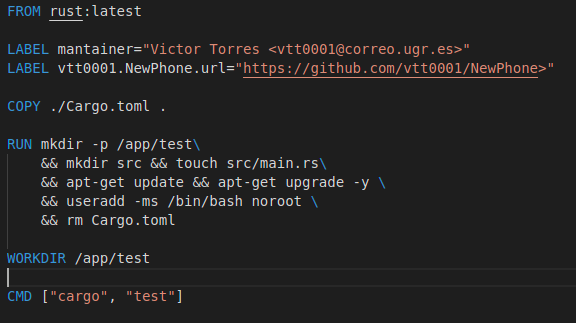 FROM rust:latest
LABEL mantainer="Victor Torres <vtt0001@correo.ugr.es>"
LABEL vtt0001.NewPhone.url="https://github.com/vtt0001/NewPhone>"
COPY ./Cargo.toml .
RUN mkdir -p /app/test\
&& mkdir src && touch src/main.rs\
&& apt-get update && apt-get upgrade -y \
&& useradd -ms /bin/bash noroot \
&& rm Cargo.toml
WORKDIR /app/test
CMD ["cargo", "test"]